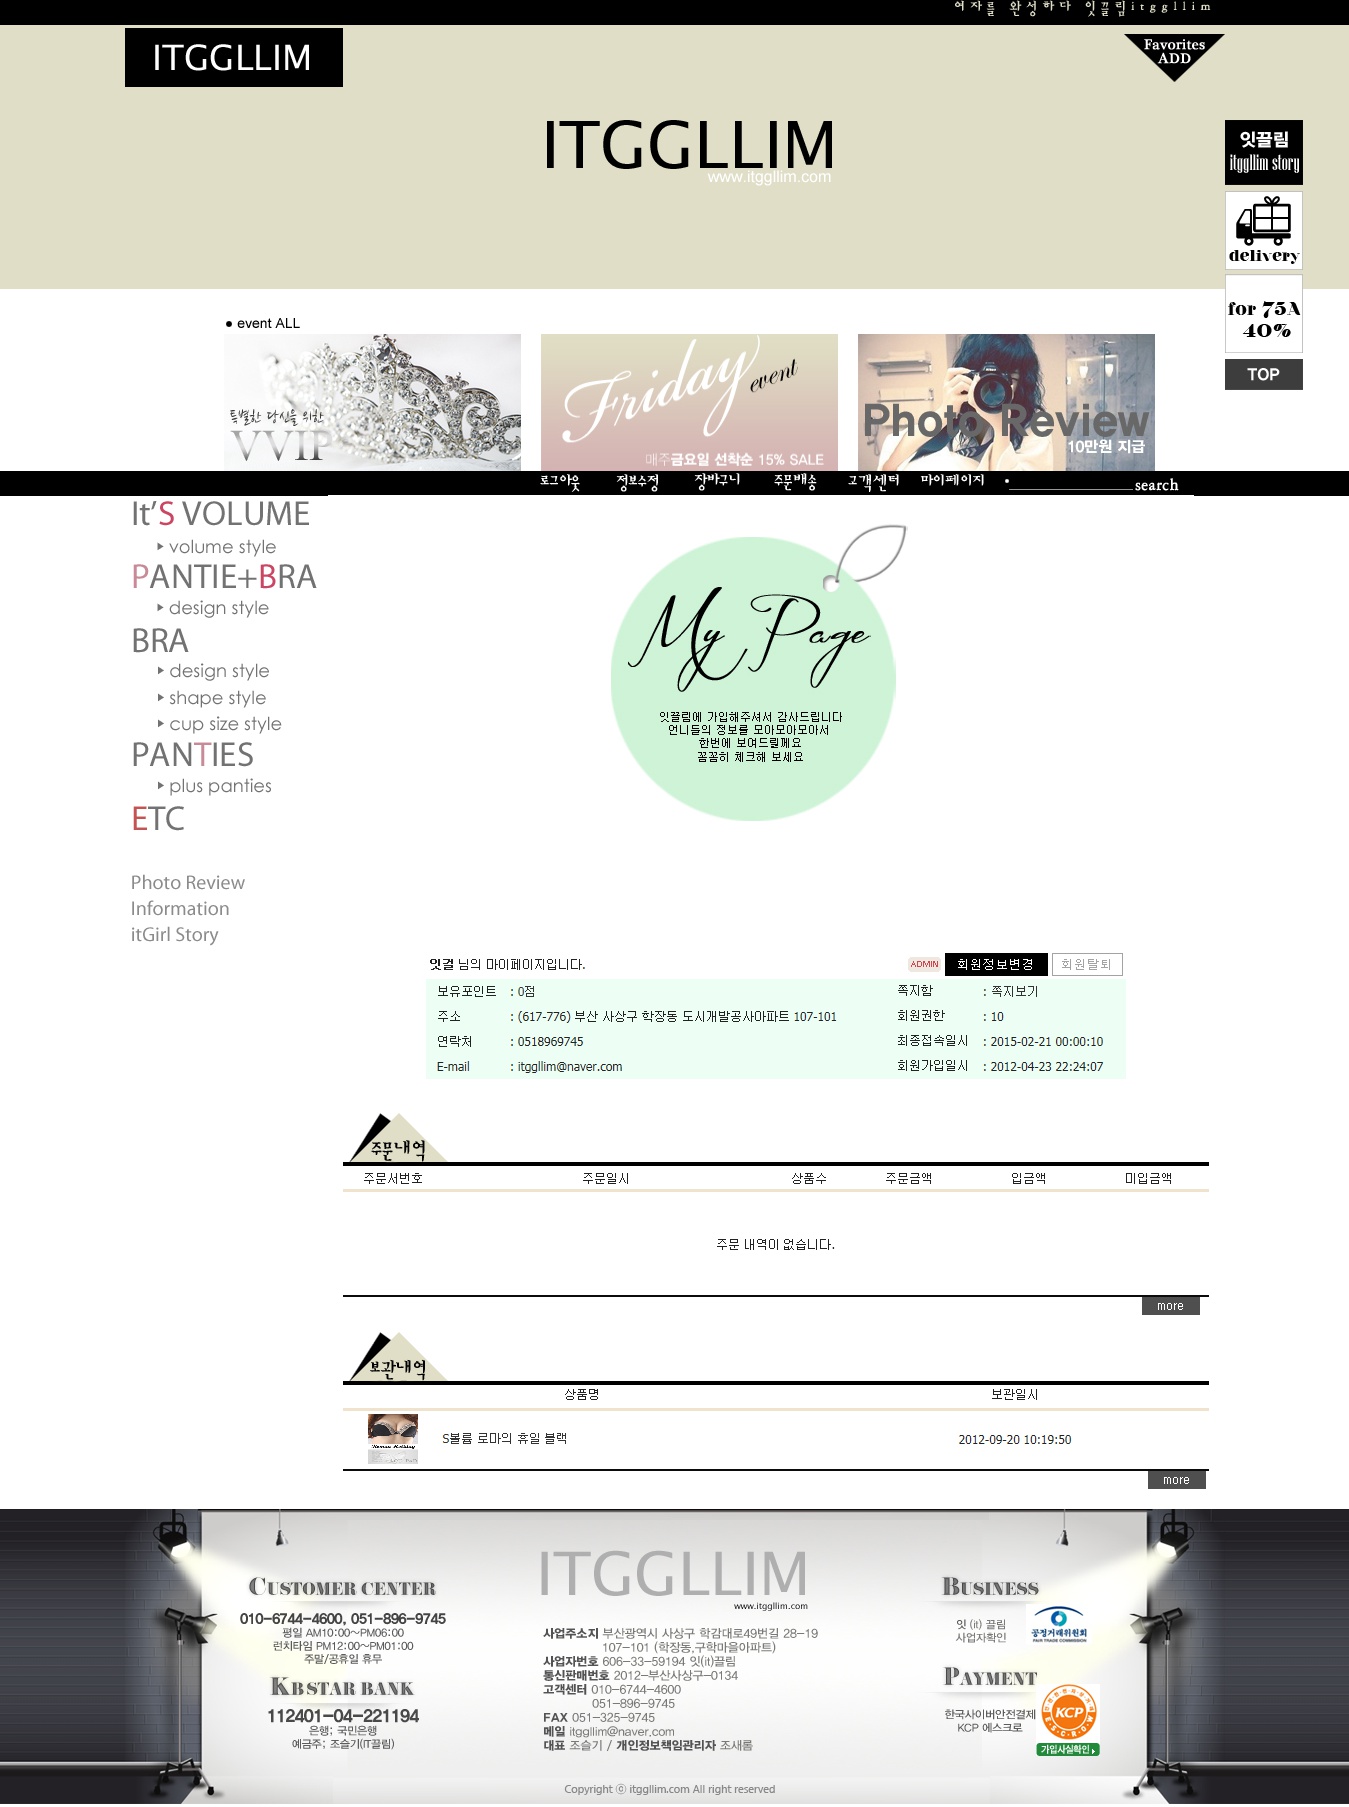 여자를 완성하다 잇끌림itggllim
ITGGLLIM
Favorites
ADD
ITGGLLIM
www.itggllim.com
잇끌림
itggllim story
delivery
for 75A
40%
TOP
• event ALL
특별한 당신을 위한
VVIP
Friday event
매주금요일 선착순 15% SALE
Photo Review
10만원 지급
로그아웃 정보수정 장바구니 주문배송 고객센터 마이페이지 search
It'S VOLUME
volume style
PANTIE+BRA
design style
BRA
design style
shape style
cup size style
PANTIES
plus panties
ETC
Photo Review
Information
itGirl Story
My Page
잇끌림에 가입해주셔서 감사드립니다
언니들의 정보를 모아모아모아서
한번에 보여드릴께요
꼼꼼히 체크해 보세요
잇걸 님의 마이페이지입니다. ADMIN 회원정보변경 회원탈퇴
보유포인트 : 0점 쪽지함 : 쪽지보기
주소 : (617-776) 부산 사상구 학장동 도시개발공사아파트 107-101 회원권한 : 10
연락처 : 0518969745 최종접속일시 : 2015-02-21 00:00:10
E-mail : itggllim@naver.com 회원가입일시 : 2012-04-23 22:24:07
주문내역
주문서번호 주문일시 상품수 주문금액 입금액 미입금액
주문 내역이 없습니다.
more
보관내역
상품명 보관일시
Roman Holiday
S볼륨 로마의 휴일 블랙 2012-09-20 10:19:50
more
CUSTOMER CENTER
010-6744-4600, 051-896-9745
평일 AM10:00~PM06:00
런치타임 PM12:00~PM01:00
주말/공휴일 휴무
KB STAR BANK
112401-04-221194
은행; 국민은행
예금주; 조슬기(IT끌림)
ITGGLLIM
www.itggllim.com
사업주소지 부산광역시 사상구 학감대로49번길 28-19
107-101 (학장동,구학마을아파트)
사업자번호 606-33-59194 잇(it)끌림
통신판매번호 2012-부산사상구-0134
고객센터 010-6744-4600
051-896-9745
FAX 051-325-9745
메일 itggllim@naver.com
대표 조슬기 / 개인정보책임관리자 조새롬
BUSINESS
잇 (it) 끌림
사업자확인
공정거래위원회
FAIR TRADE COMMISSION
PAYMENT
한국사이버안전결제
KCP 에스크로
KCP
ESCROW
가입사실확인
Copyright ⓒ itggllim.com All right reserved